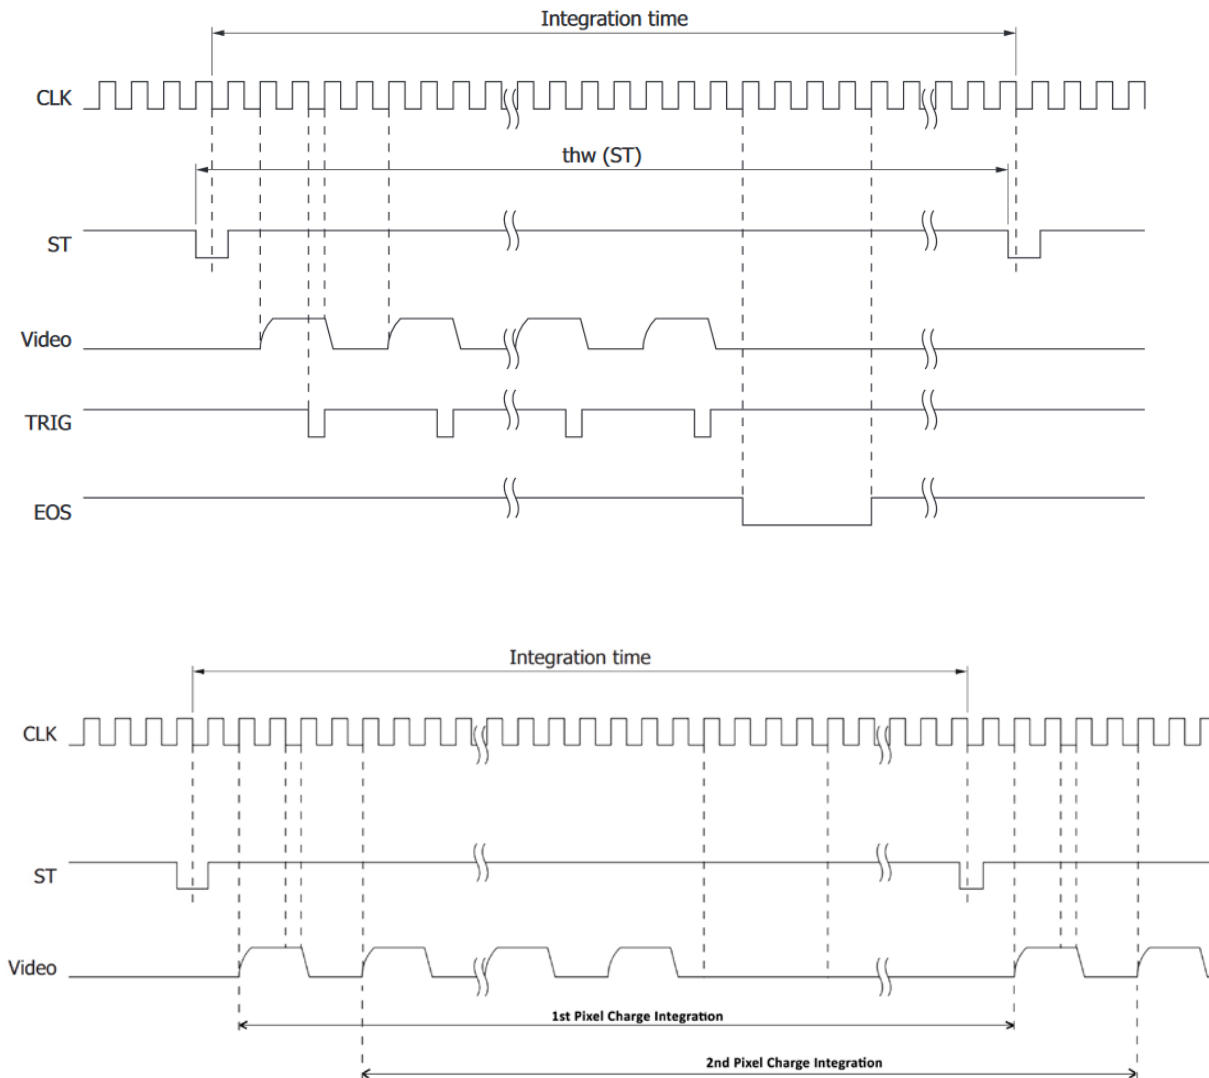 Integration time
CLK
thw (ST)
ST
Video
TRIG
EOS
Integration time
CLK
ST
Video
1st Pixel Charge Integration
2nd Pixel Charge Integration